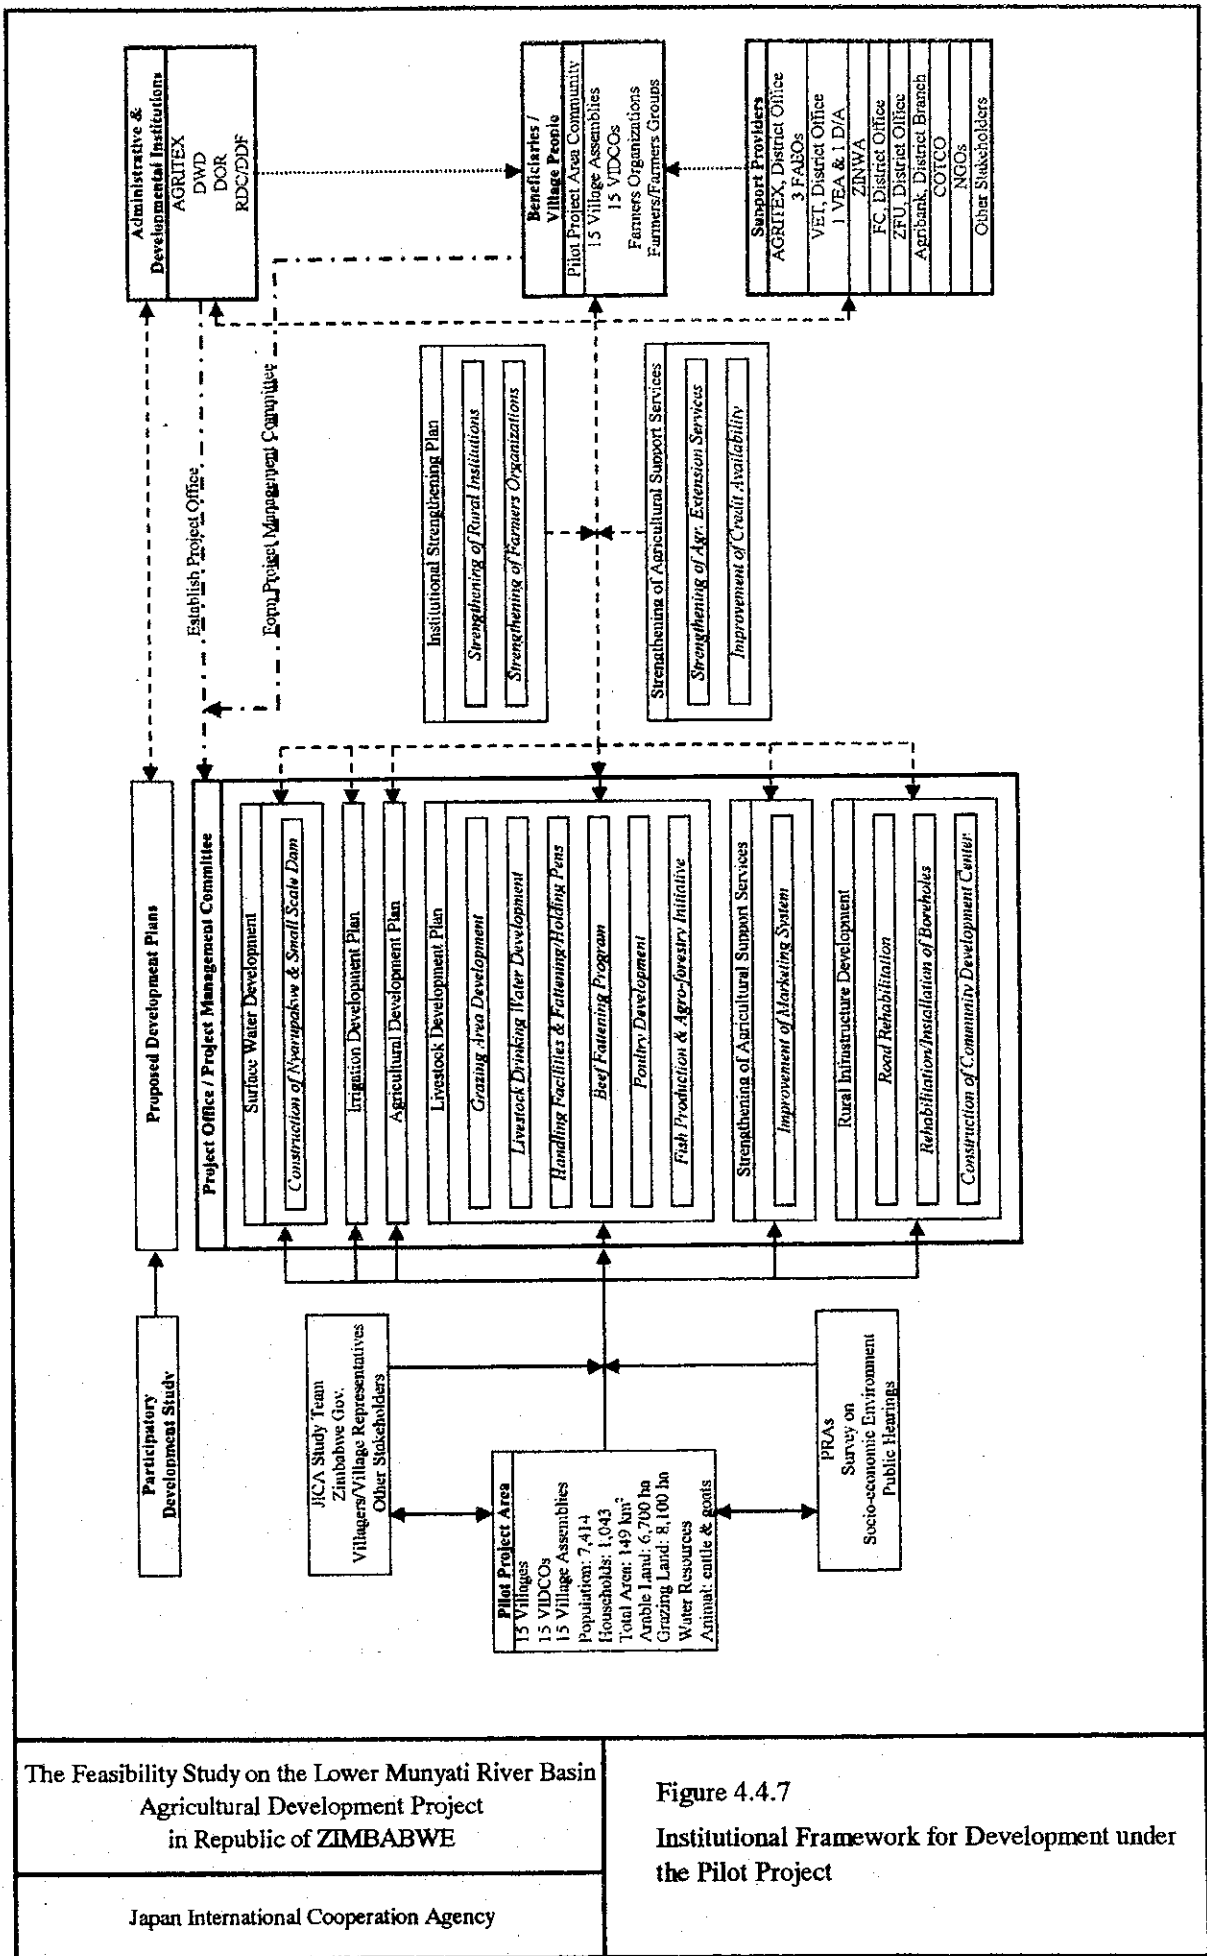 Participatory
Development Study
Proposed Development Plans
Administrative &
Developmental Institutions
AGRITEX
DWD
DOR
RDC/DDF
Establish Project Office
Form Project Management Committee
JICA Study Team
Zimbabwe Gov.
Villages/Village Representatives
Other Stakeholders
Pilot Project Area
15 Villages
15 VIDCOs
15 Village Assemblies
Population: 7,414
Households: 1,043
Total Area: 149 km²
Arable Land: 6,700 ha
Grazing Land: 8,100 ha
Water Resources
Animal: cattle & goats
PRAs
Survey on
Socio-economic Environment
Public Hearings
Project Office / Project Management Committee
Surface Water Development
Construction of Nyarupakwe & Small Scale Dam
Irrigation Development Plan
Agricultural Development Plan
Livestock Development Plan
Grazing Area Development
Livestock Drinking Water Development
Handling Facilities & Fattening/Holding Pens
Beef Fattening Program
Poultry Development
Fish Production & Agro-forestry Initiative
Strengthening of Agricultural Support Services
Improvement of Marketing System
Rural Infrastructure Development
Road Rehabilitation
Rehabilitation/Installation of Boreholes
Construction of Community Development Center
Institutional Strengthening Plan
Strengthening of Rural Institutions
Strengthening of Farmers Organizations
Strengthening of Agricultural Support Services
Strengthening of Agr. Extension Services
Improvement of Credit Availability
Beneficiaries /
Village People
Pilot Project Area Community
15 Village Assemblies
15 VIDCOs
Farmers Organizations
Farmers/Farmers Groups
Support Providers
AGRITEX, District Office
3 FAEOs
VET, District Office
1 VEA & 1 D/A
ZINWA
FC, District Office
ZFU, District Office
Agribank, District Branch
COTCO
NGOs
Other Stakeholders
The Feasibility Study on the Lower Munyati River Basin
Agricultural Development Project
in Republic of ZIMBABWE
Japan International Cooperation Agency
Figure 4.4.7
Institutional Framework for Development under
the Pilot Project